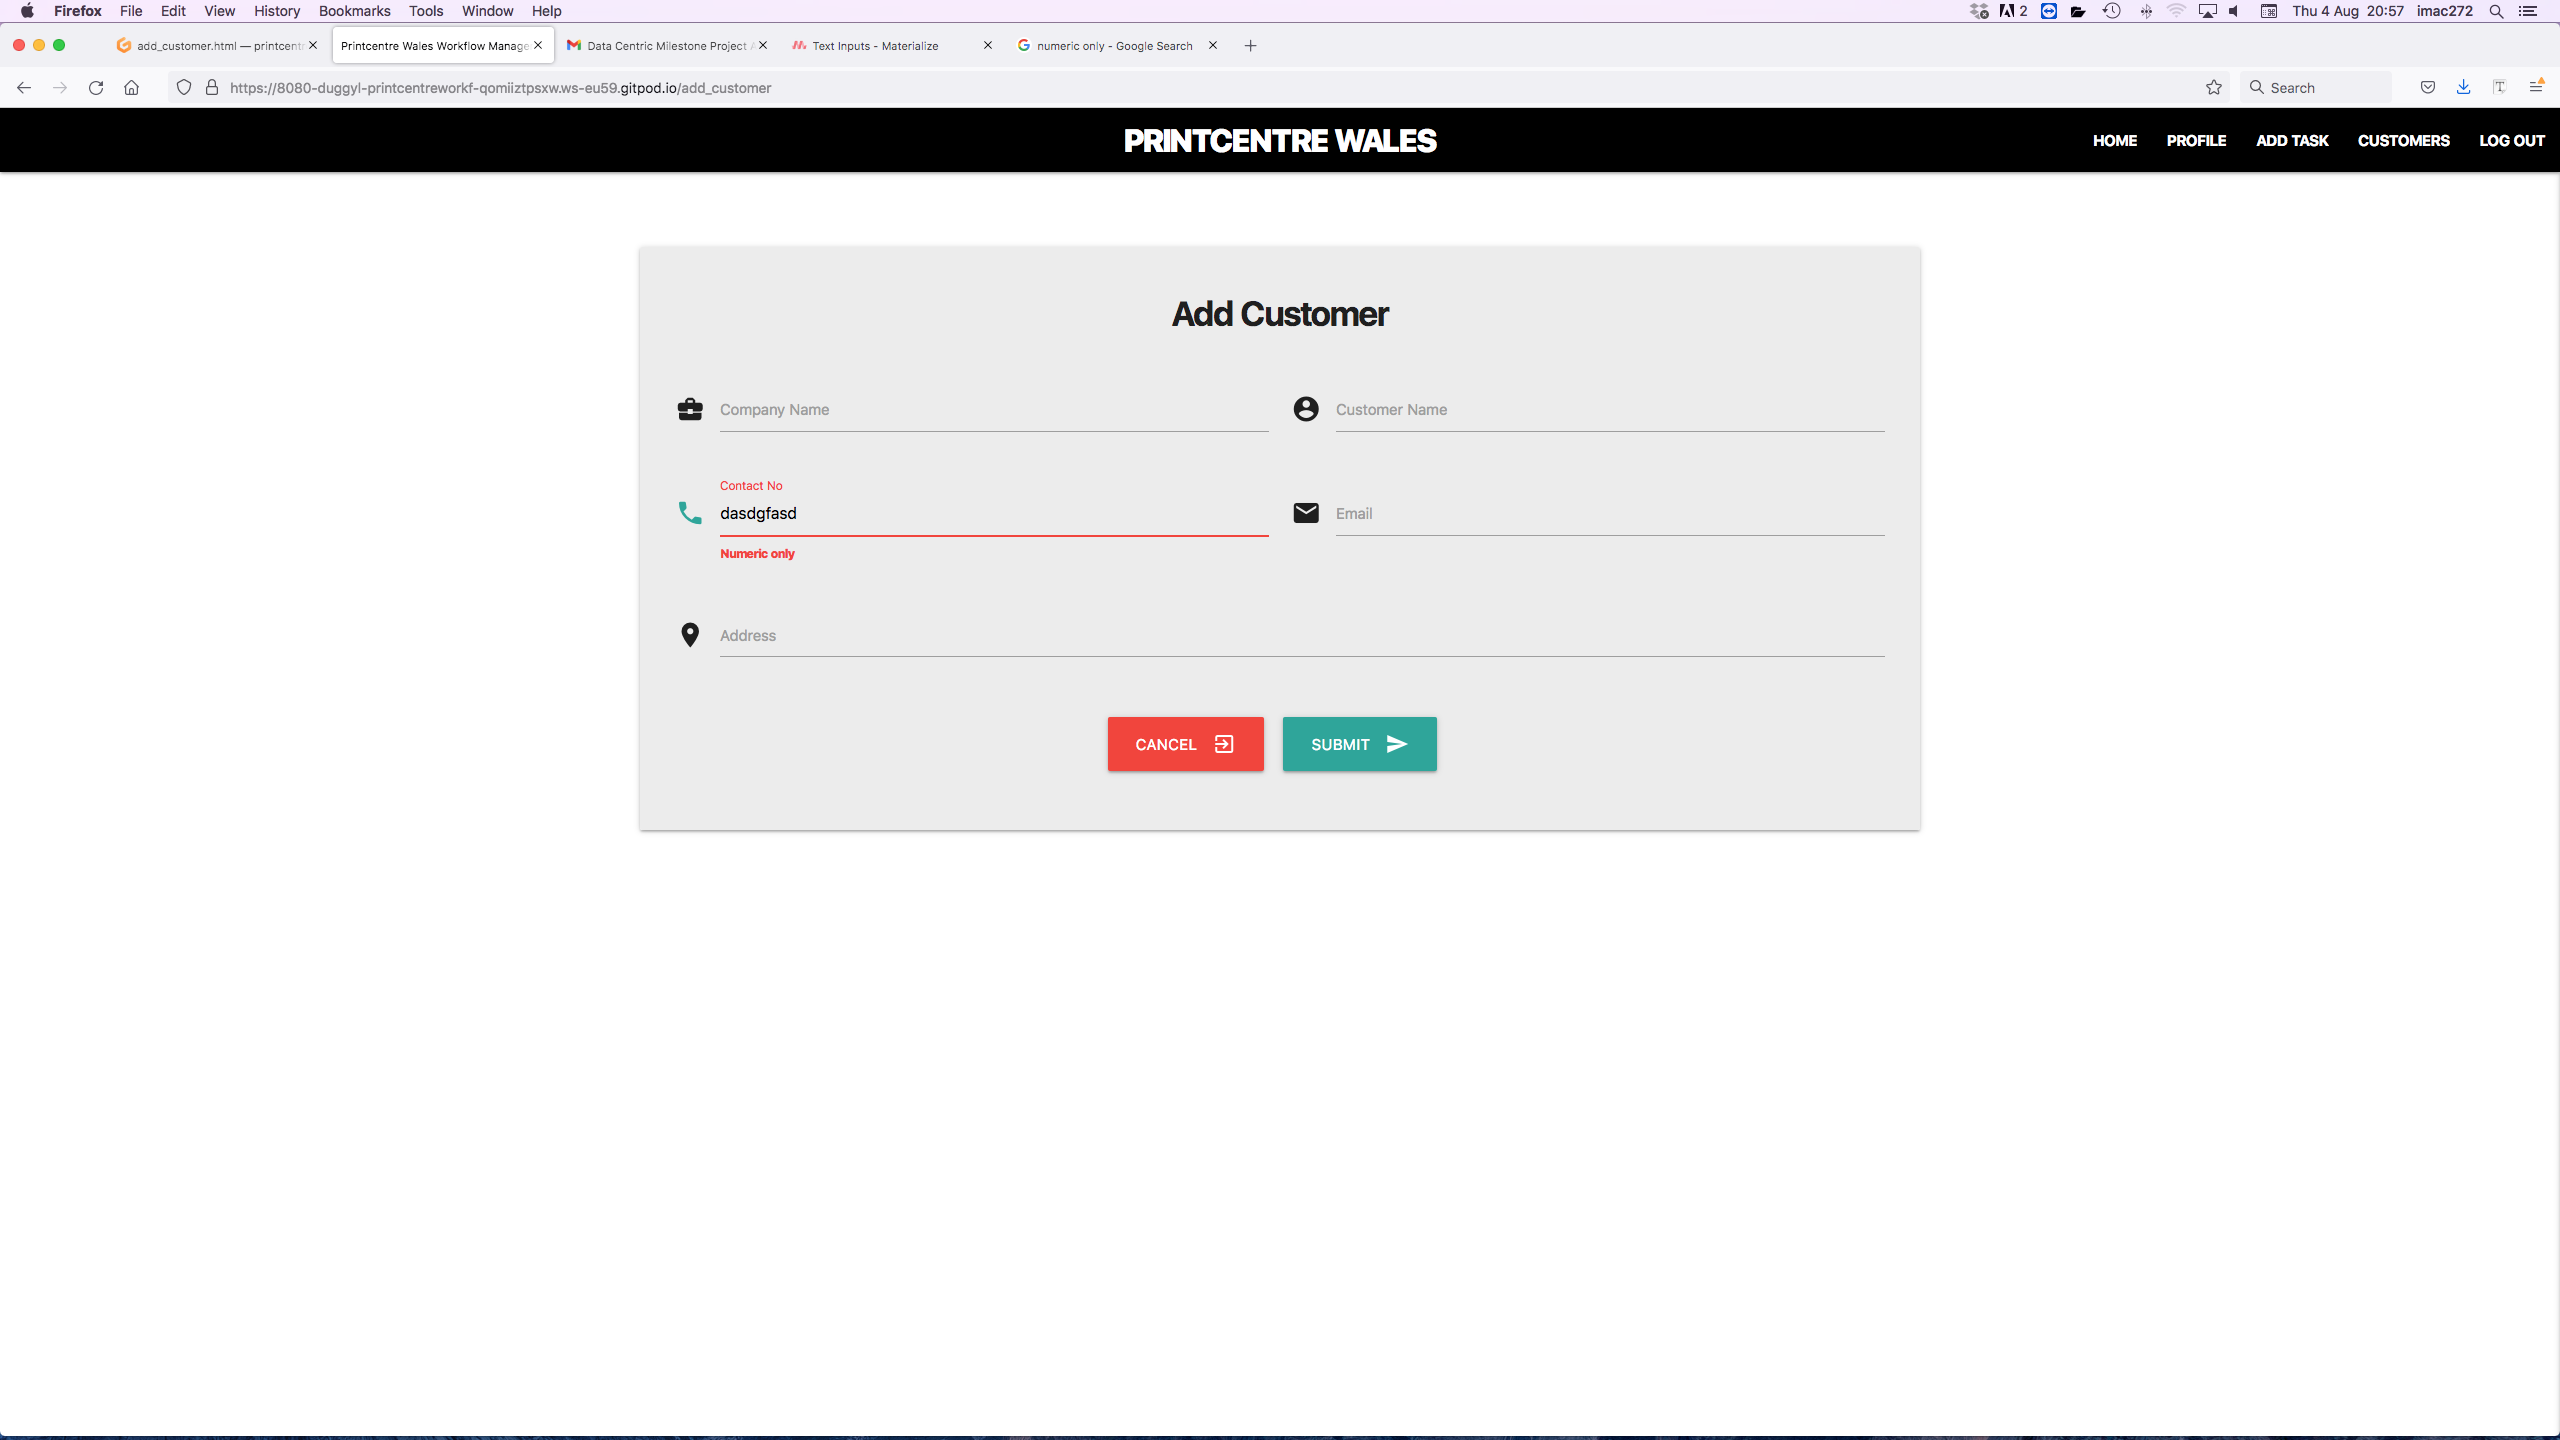 Firefox File Edit View History Bookmarks Tools Window Help 2 Thu 4 Aug 20:57 imac272
add_customer.html — printcentr Printcentre Wales Workflow Manage Data Centric Milestone Project A Text Inputs - Materialize numeric only - Google Search
https://8080-duggyl-printcentreworkf-qomiiztpsxw.ws-eu59.gitpod.io/add_customer Search
PRINTCENTRE WALES HOME PROFILE ADD TASK CUSTOMERS LOG OUT
Add Customer
Company Name Customer Name
Contact No
dasdgfasd Email
Numeric only
Address
CANCEL SUBMIT